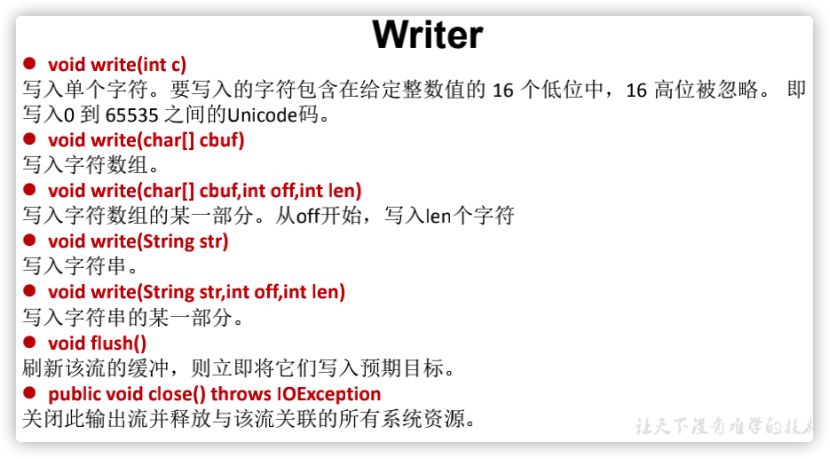 Writer
● void write(int c)
写入单个字符。要写入的字符包含在给定整数值的 16 个低位中，16 高位被忽略。 即
写入0 到 65535 之间的Unicode码。
● void write(char[] cbuf)
写入字符数组。
● void write(char[] cbuf,int off,int len)
写入字符数组的某一部分。从off开始，写入len个字符
● void write(String str)
写入字符串。
● void write(String str,int off,int len)
写入字符串的某一部分。
● void flush()
刷新该流的缓冲，则立即将它们写入预期目标。
● public void close() throws IOException
关闭此输出流并释放与该流关联的所有系统资源。
让天下没有难学的技术